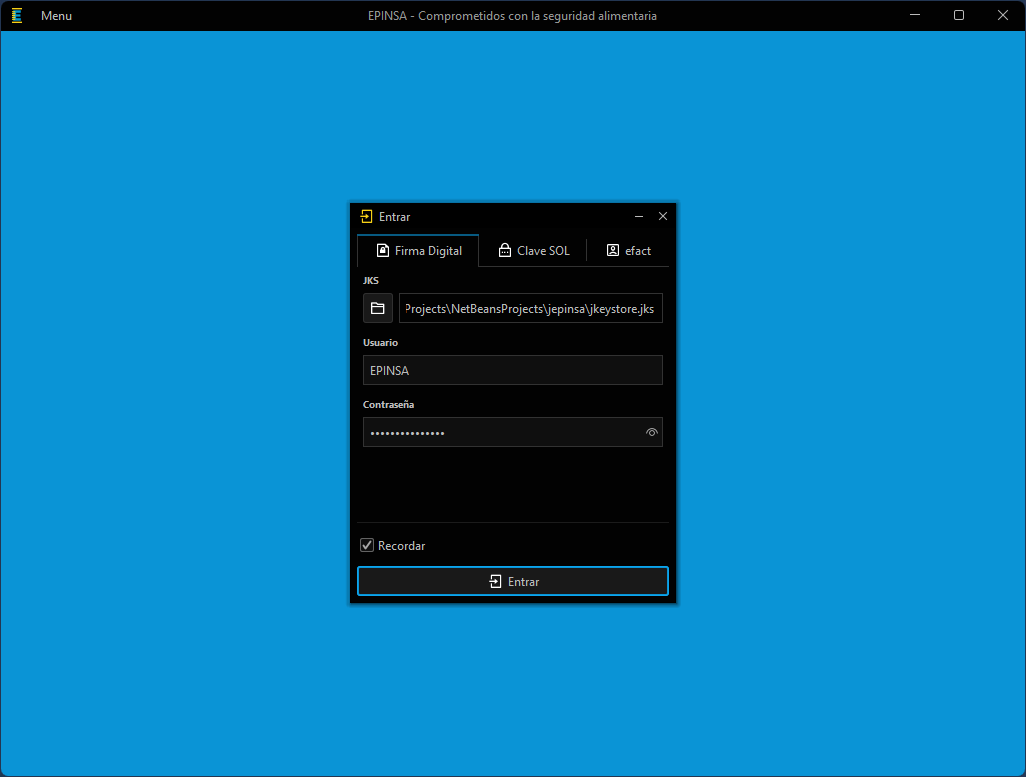 Menu
EPINSA - Comprometidos con la seguridad alimentaria
Entrar
Firma Digital
Clave SOL
efact
JKS
Projects\NetBeansProjects\jepinsa\jkeystore.jks
Usuario
EPINSA
Contraseña
•••••••••••••••
Recordar
Entrar